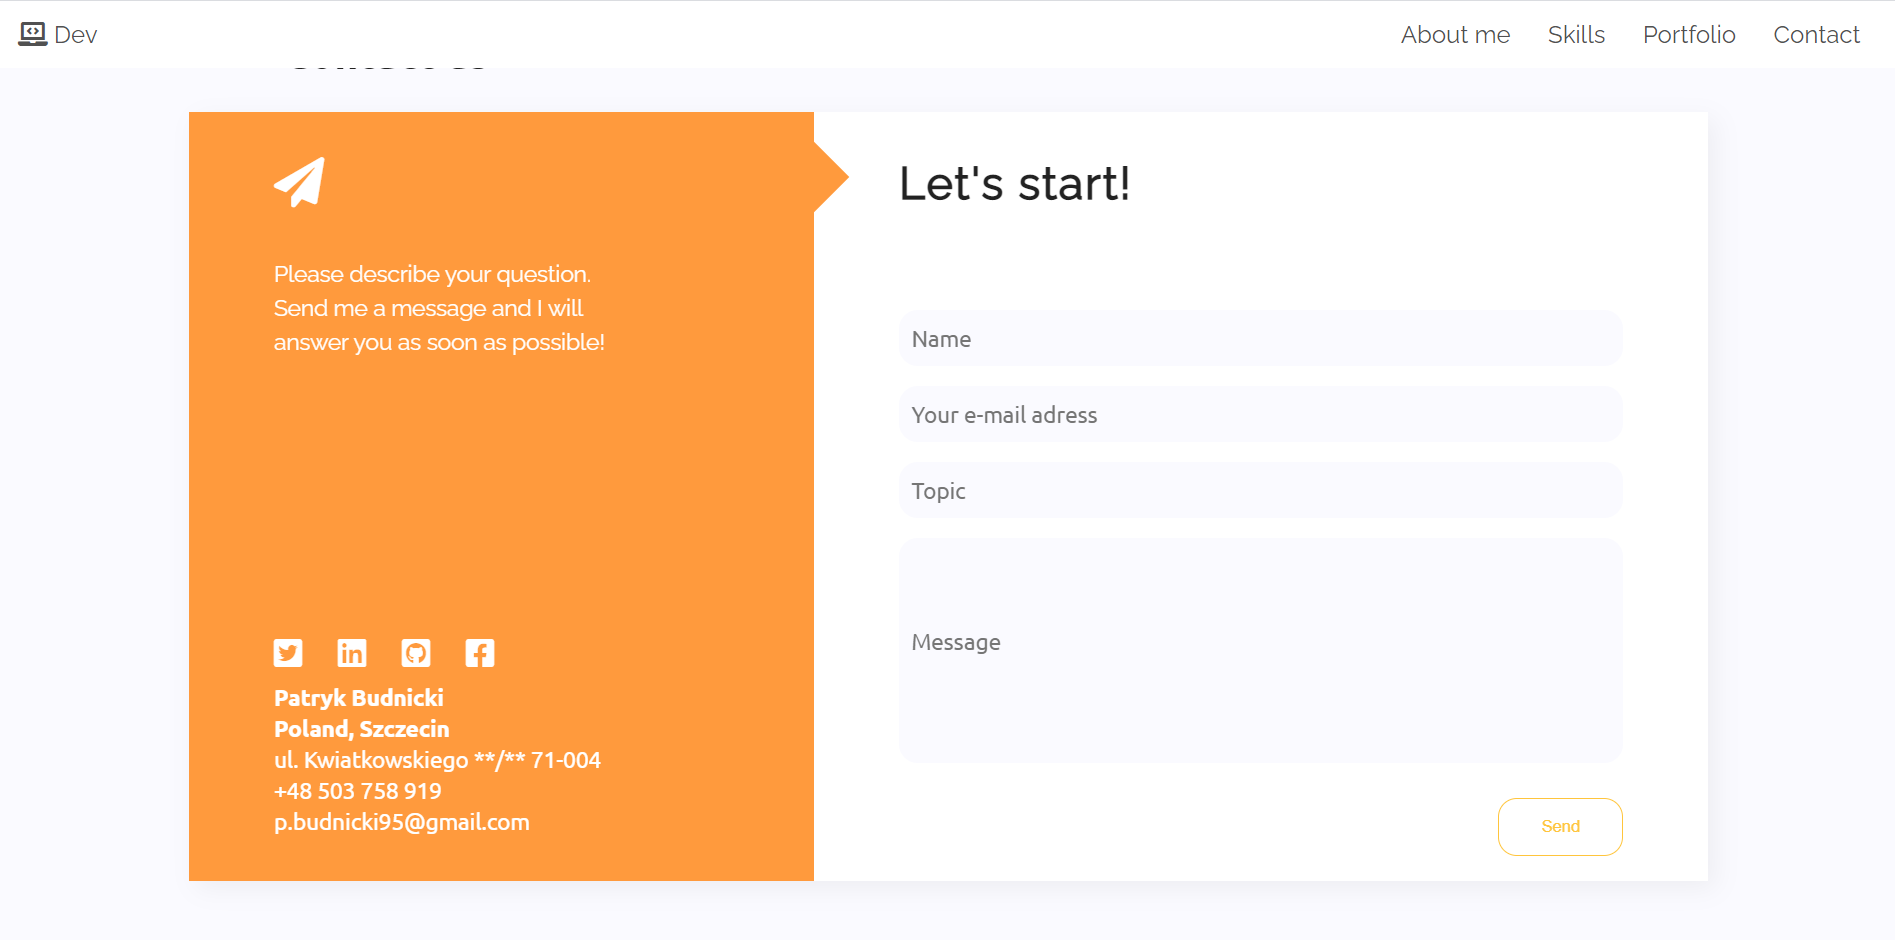 Dev
About me
Skills
Portfolio
Contact
Please describe your question.
Send me a message and I will
answer you as soon as possible!
Patryk Budnicki
Poland, Szczecin
ul. Kwiatkowskiego **/** 71-004
+48 503 758 919
p.budnicki95@gmail.com
Let's start!
Name
Your e-mail adress
Topic
Message
Send